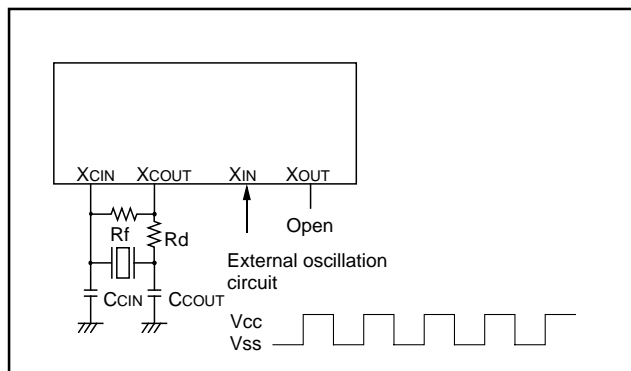 XCIN XCOUT XIN XOUT
Rf
Rd
Open
External oscillation
circuit
CCIN
CCOUT
Vcc
Vss